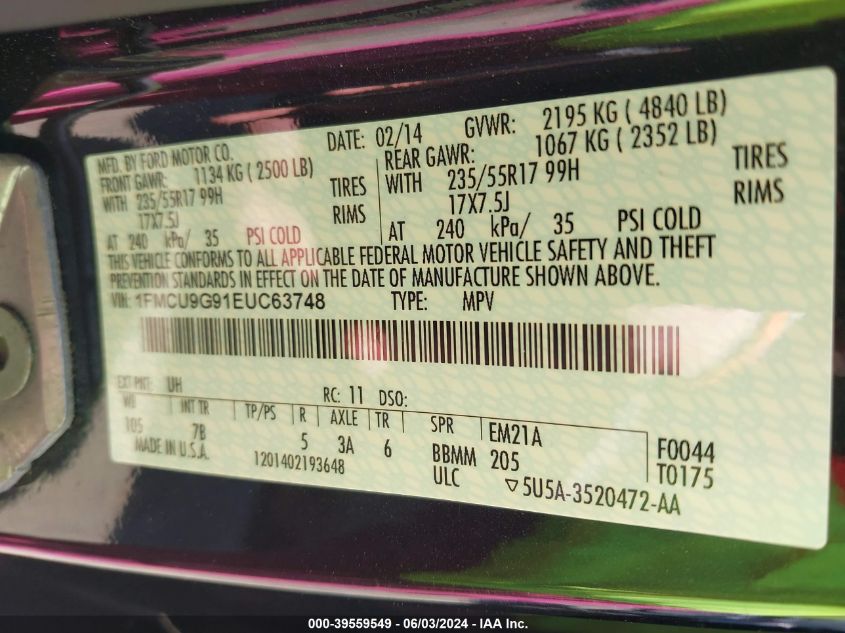 MFD. BY FORD MOTOR CO. DATE: 02/14 GVWR: 2195 KG ( 4840 LB)
FRONT GAWR: 1134 KG ( 2500 LB) REAR GAWR: 1067 KG ( 2352 LB)
WITH 235/55R17 99H TIRES WITH 235/55R17 99H TIRES
17X7.5J RIMS 17X7.5J RIMS
AT 240 kPa/ 35 PSI COLD AT 240 kPa/ 35 PSI COLD
THIS VEHICLE CONFORMS TO ALL APPLICABLE FEDERAL MOTOR VEHICLE SAFETY AND THEFT
PREVENTION STANDARDS IN EFFECT ON THE DATE OF MANUFACTURE SHOWN ABOVE.
VIN: 1FMCU9G91EUC63748 TYPE: MPV
EXT PNT: UH RC: 11 DSO:
WB INT TR TP/PS R AXLE TR SPR EM21A F0044
105 7B 5 3A 6 BBMM 205 T0175
MADE IN U.S.A. 1201402193648 ULC ▽5U5A-3520472-AA
000-39559549 - 06/03/2024 - IAA Inc.